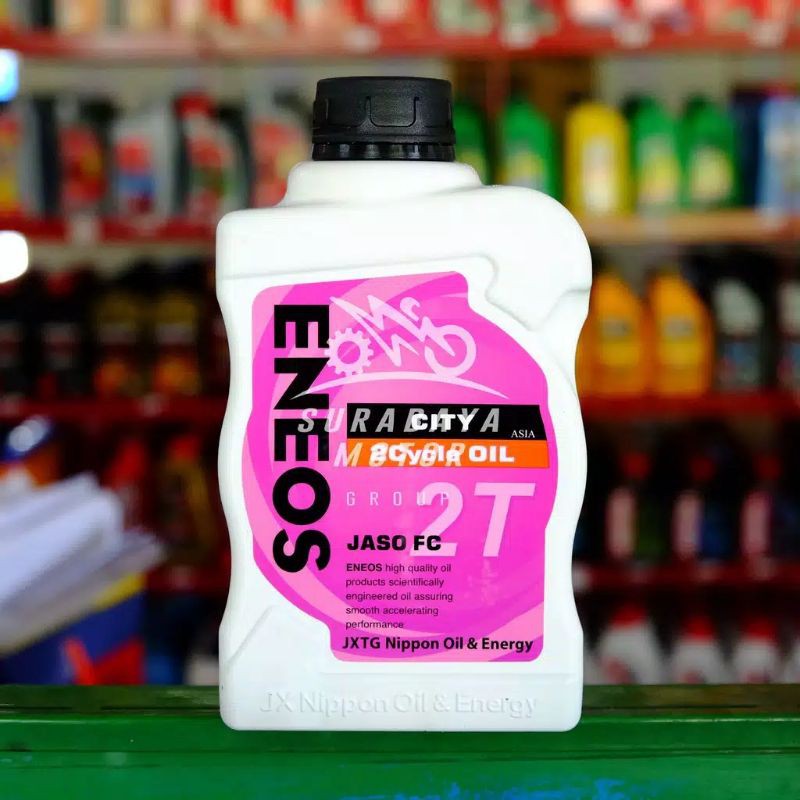 ENEOS
SURABAYA
MOTOR
GROUP
CITY
ASIA
2Cycle OIL
2T
JASO FC
ENEOS high quality oil
products scientifically
engineered oil assuring
smooth accelerating
performance
JXTG Nippon Oil & Energy
JX Nippon Oil & Energy